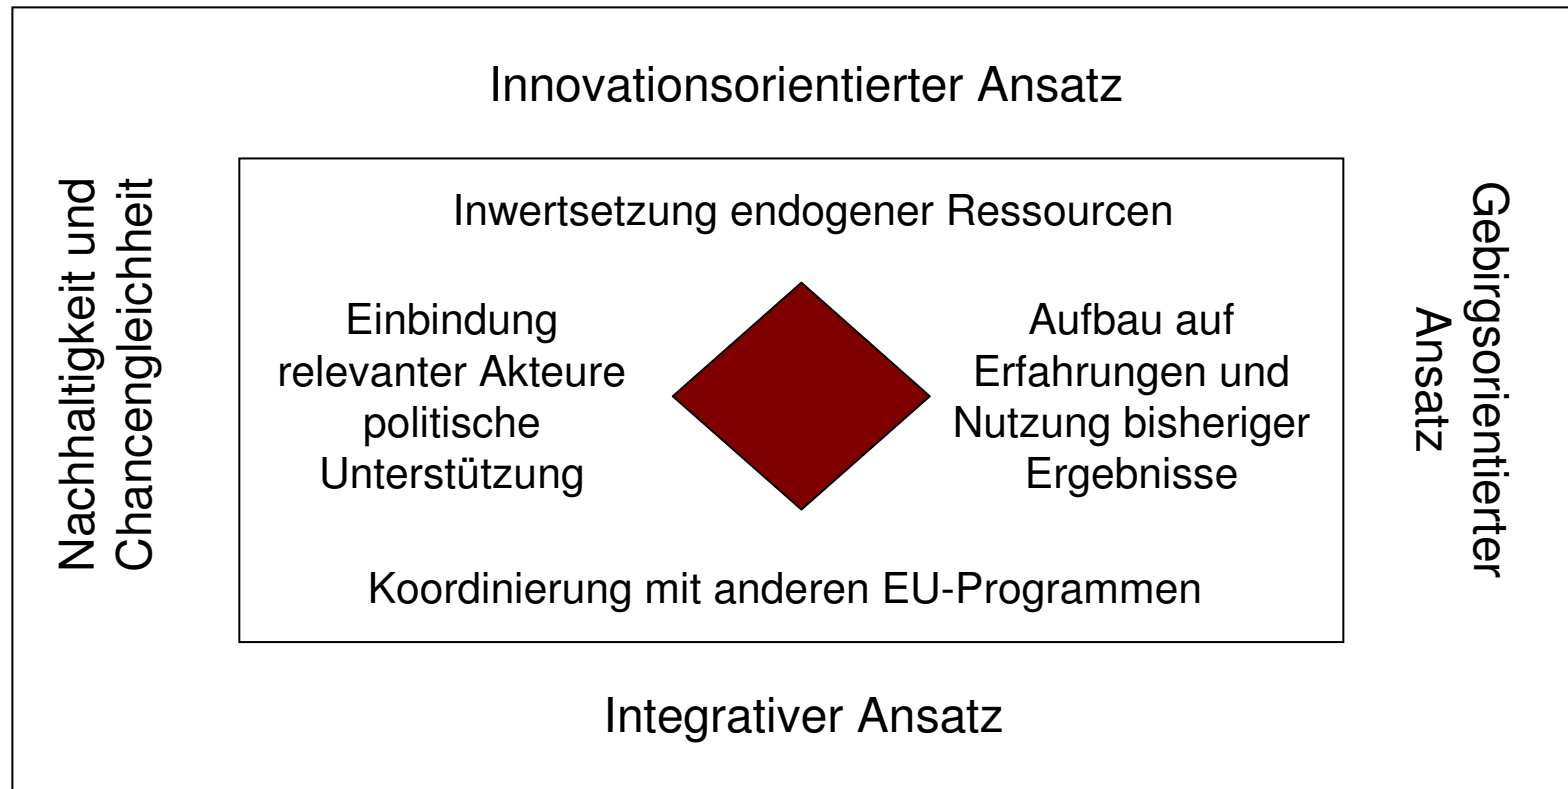 Innovationsorientierter Ansatz
Nachhaltigkeit und
Chancengleichheit
Inwertsetzung endogener Ressourcen
Einbindung
relevanter Akteure
politische
Unterstützung
Aufbau auf
Erfahrungen und
Nutzung bisheriger
Ergebnisse
Koordinierung mit anderen EU-Programmen
Gebirgsorientierter
Ansatz
Integrativer Ansatz